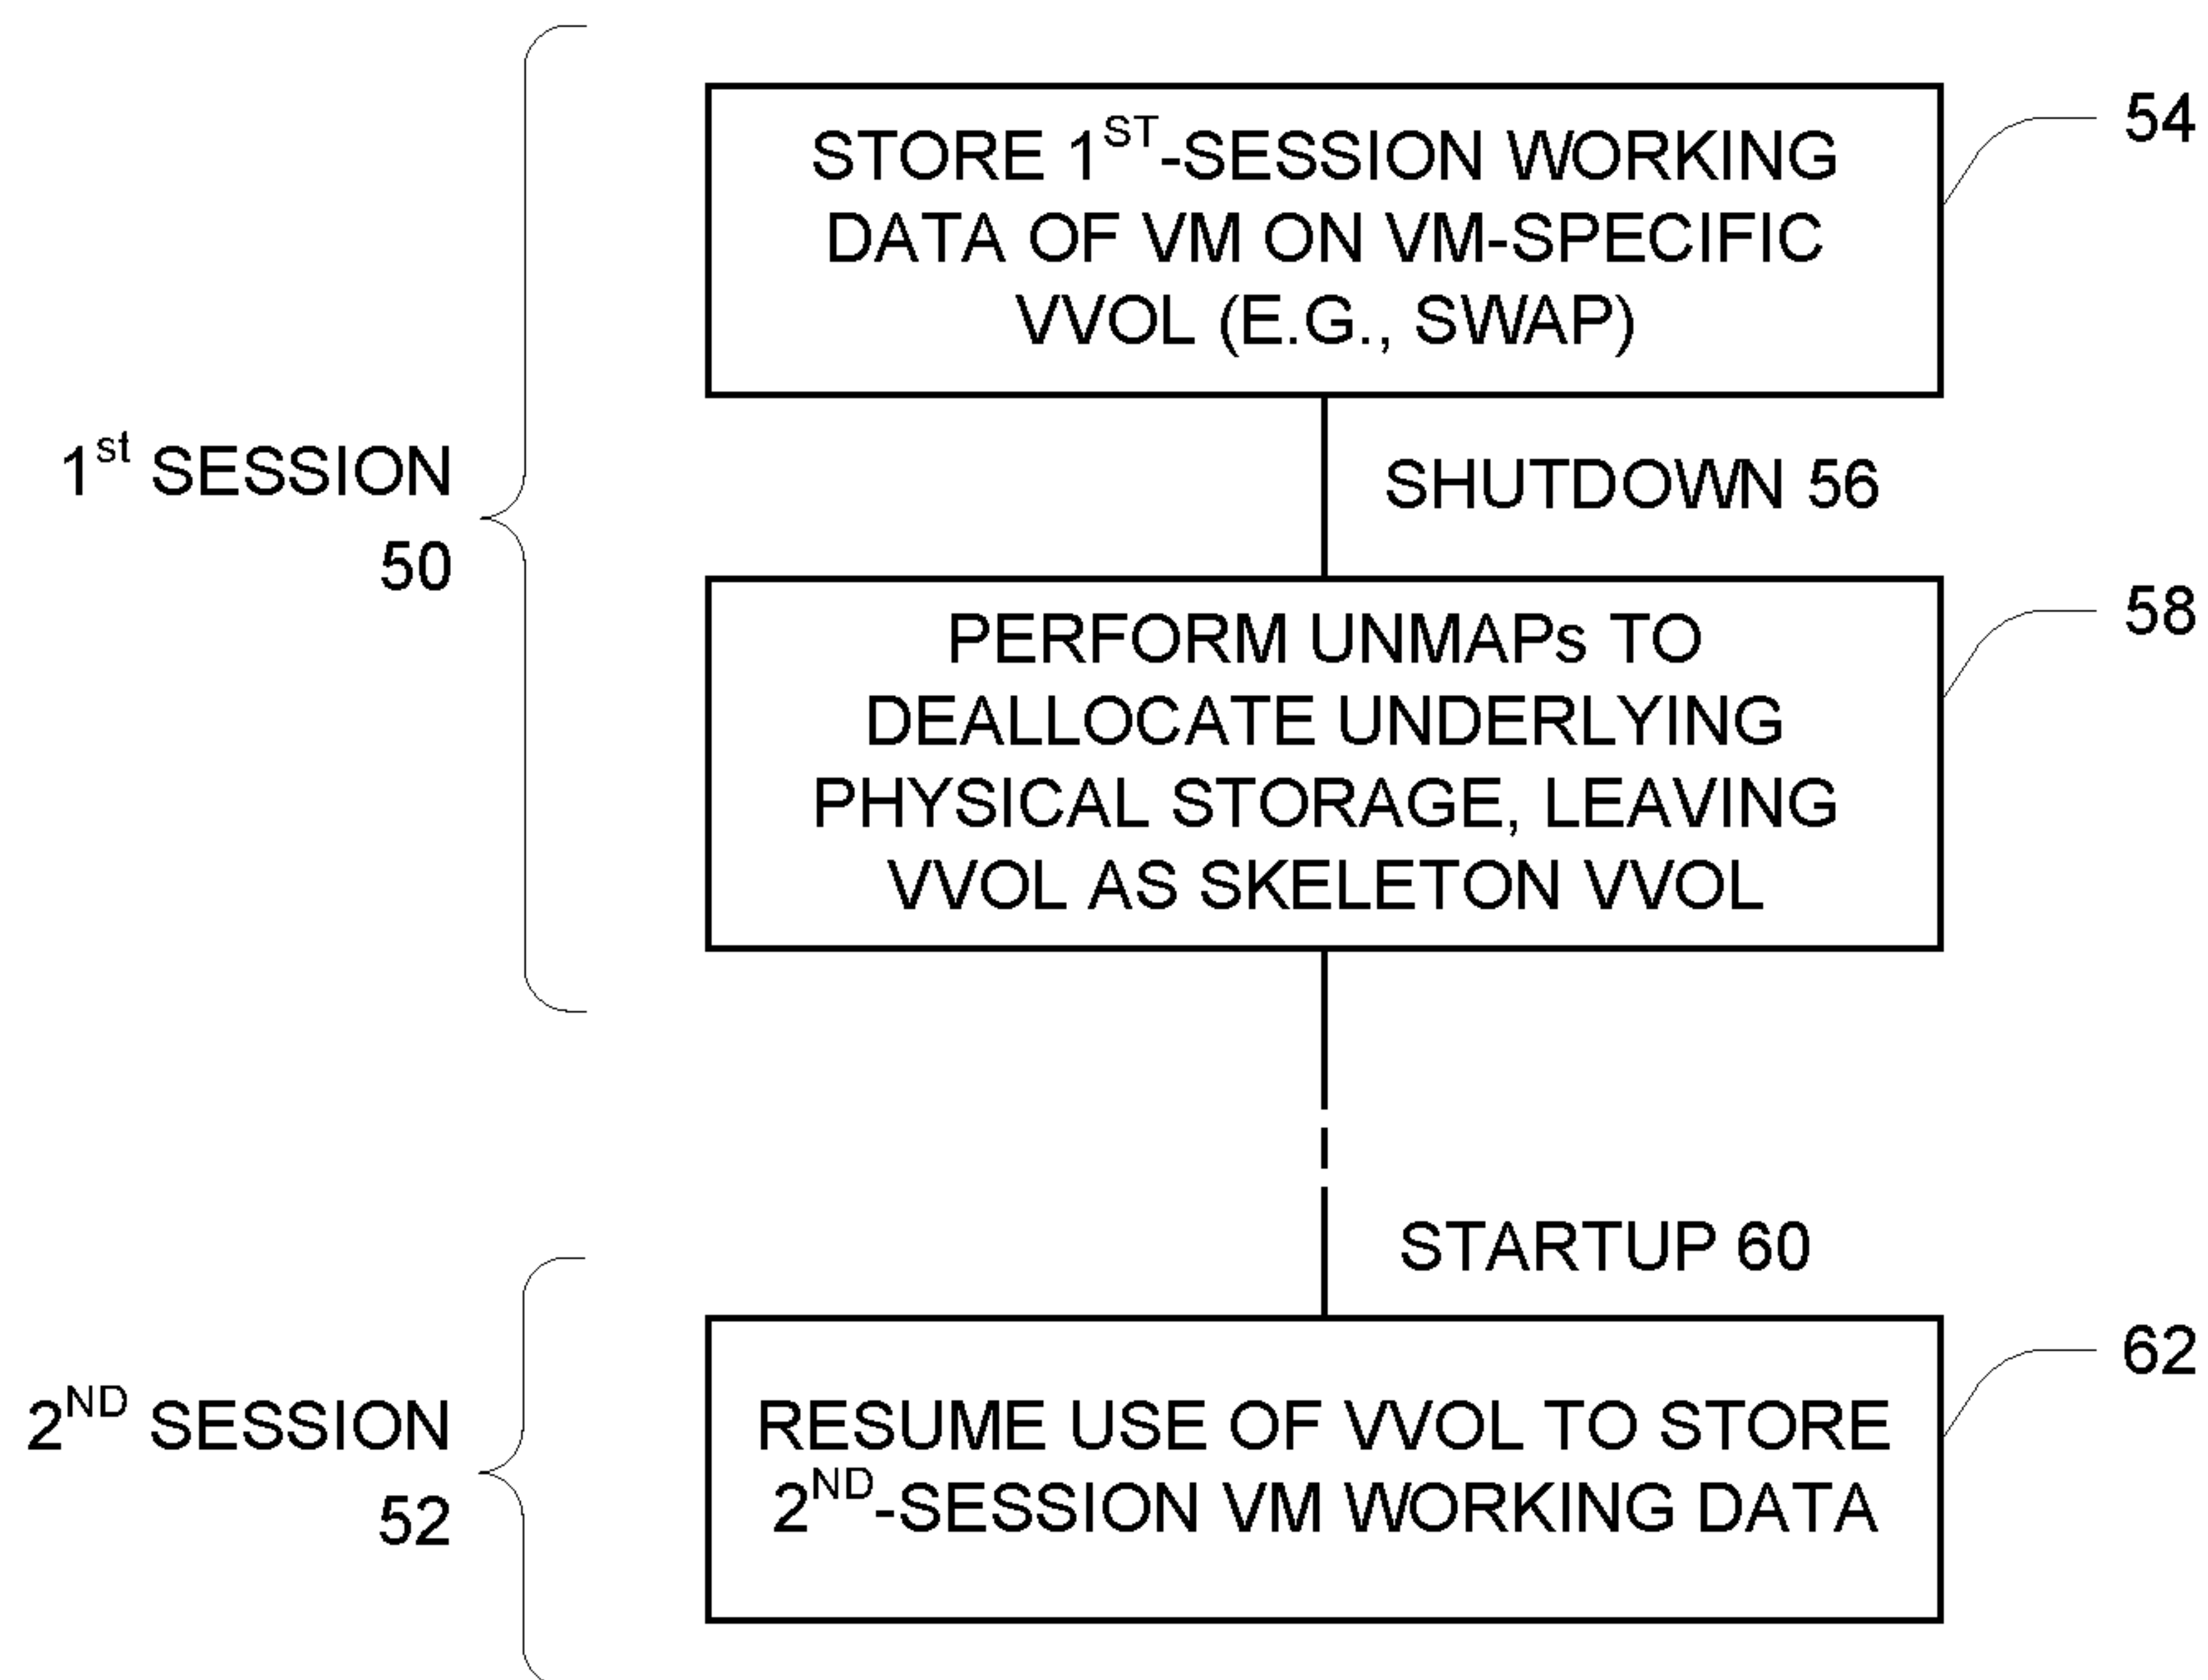 STORE 1ST-SESSION WORKING
DATA OF VM ON VM-SPECIFIC
VVOL (E.G., SWAP)
54
1st SESSION
50
SHUTDOWN 56
PERFORM UNMAPs TO
DEALLOCATE UNDERLYING
PHYSICAL STORAGE, LEAVING
VVOL AS SKELETON VVOL
58
STARTUP 60
2ND SESSION
52
RESUME USE OF VVOL TO STORE
2ND-SESSION VM WORKING DATA
62